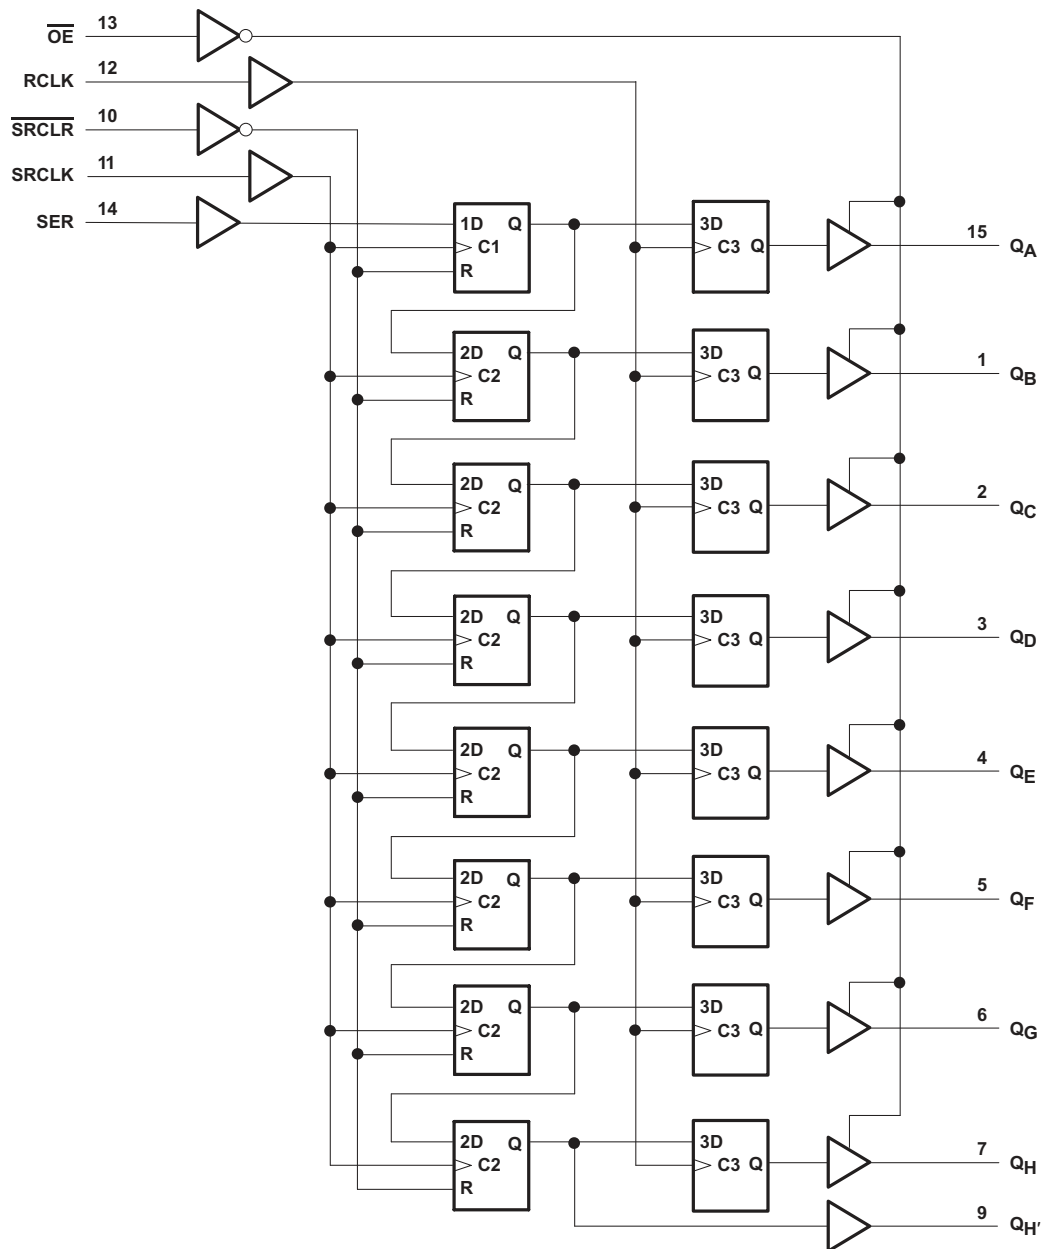 OE 13
RCLK 12
SRCLR 10
SRCLK 11
SER 14
1D Q 3D
C1 C3 Q 15 QA
R
2D Q 3D
C2 C3 Q 1 QB
R
2D Q 3D
C2 C3 Q 2 QC
R
2D Q 3D
C2 C3 Q 3 QD
R
2D Q 3D
C2 C3 Q 4 QE
R
2D Q 3D
C2 C3 Q 5 QF
R
2D Q 3D
C2 C3 Q 6 QG
R
2D Q 3D
C2 C3 Q 7 QH
R
9 QH′